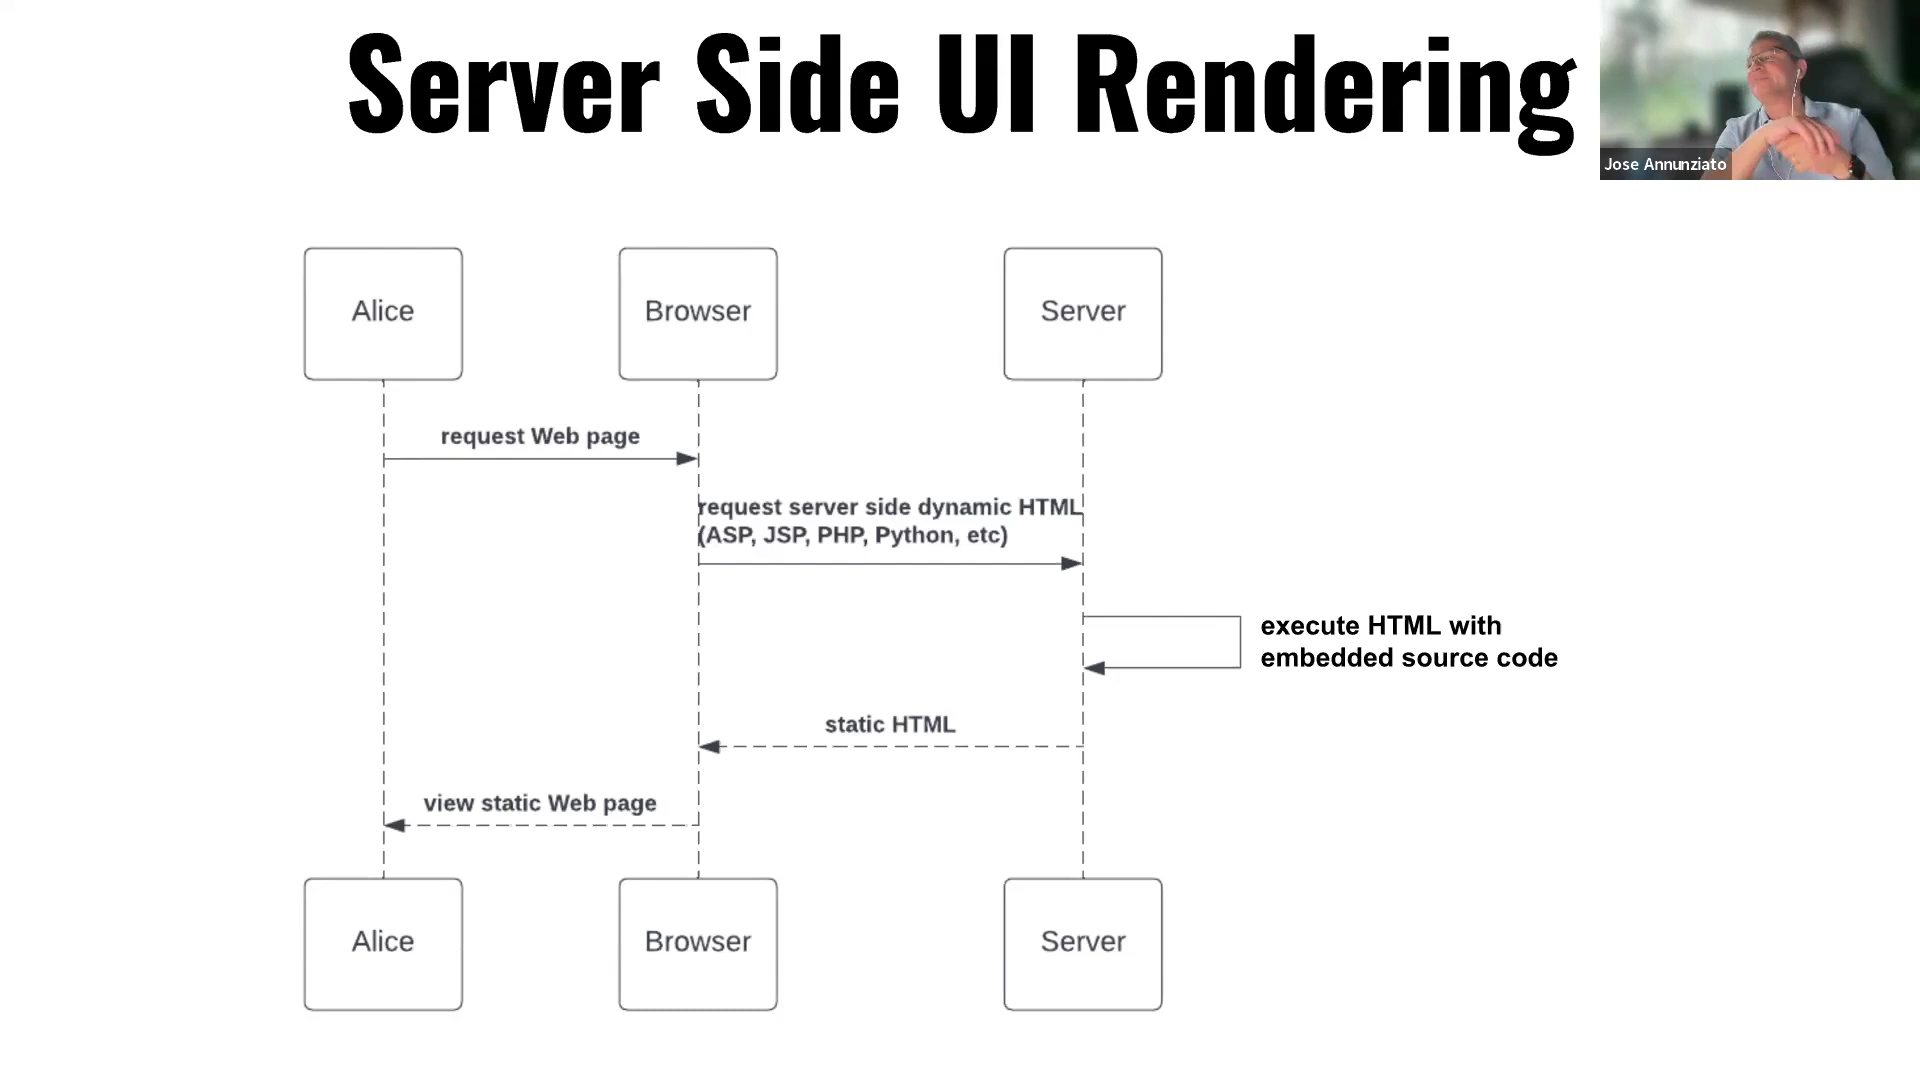 Server Side UI Rendering
Jose Annunziato
Alice
Browser
Server
request Web page
request server side dynamic HTML
(ASP, JSP, PHP, Python, etc)
execute HTML with
embedded source code
static HTML
view static Web page
Alice
Browser
Server